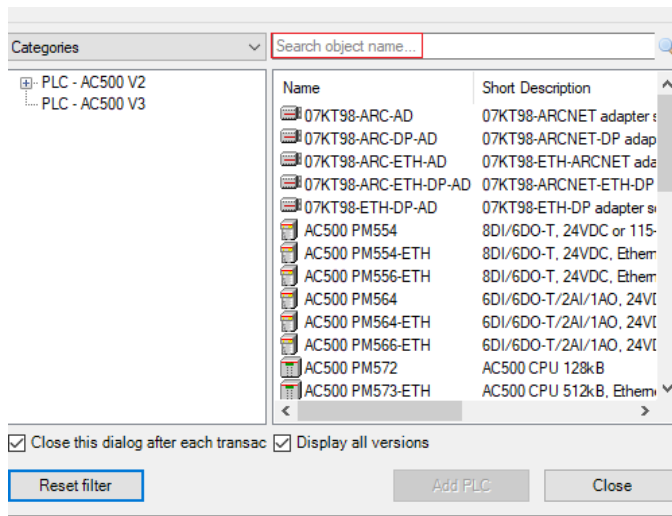 Categories
Search object name...
PLC - AC500 V2
PLC - AC500 V3
Name Short Description
07KT98-ARC-AD 07KT98-ARCNET adapter s
07KT98-ARC-DP-AD 07KT98-ARCNET-DP adap
07KT98-ARC-ETH-AD 07KT98-ETH-ARCNET ada
07KT98-ARC-ETH-DP-AD 07KT98-ARCNET-ETH-DP
07KT98-ETH-DP-AD 07KT98-ETH-DP adapter so
AC500 PM554 8DI/6DO-T, 24VDC or 115-
AC500 PM554-ETH 8DI/6DO-T, 24VDC, Ethern
AC500 PM556-ETH 8DI/6DO-T, 24VDC, Ethern
AC500 PM564 6DI/6DO-T/2AI/1AO, 24VD
AC500 PM564-ETH 6DI/6DO-T/2AI/1AO, 24VD
AC500 PM566-ETH 6DI/6DO-T/2AI/1AO, 24VD
AC500 PM572 AC500 CPU 128kB
AC500 PM573-ETH AC500 CPU 512kB, Ethern
Close this dialog after each transac Display all versions
Reset filter Add PLC Close